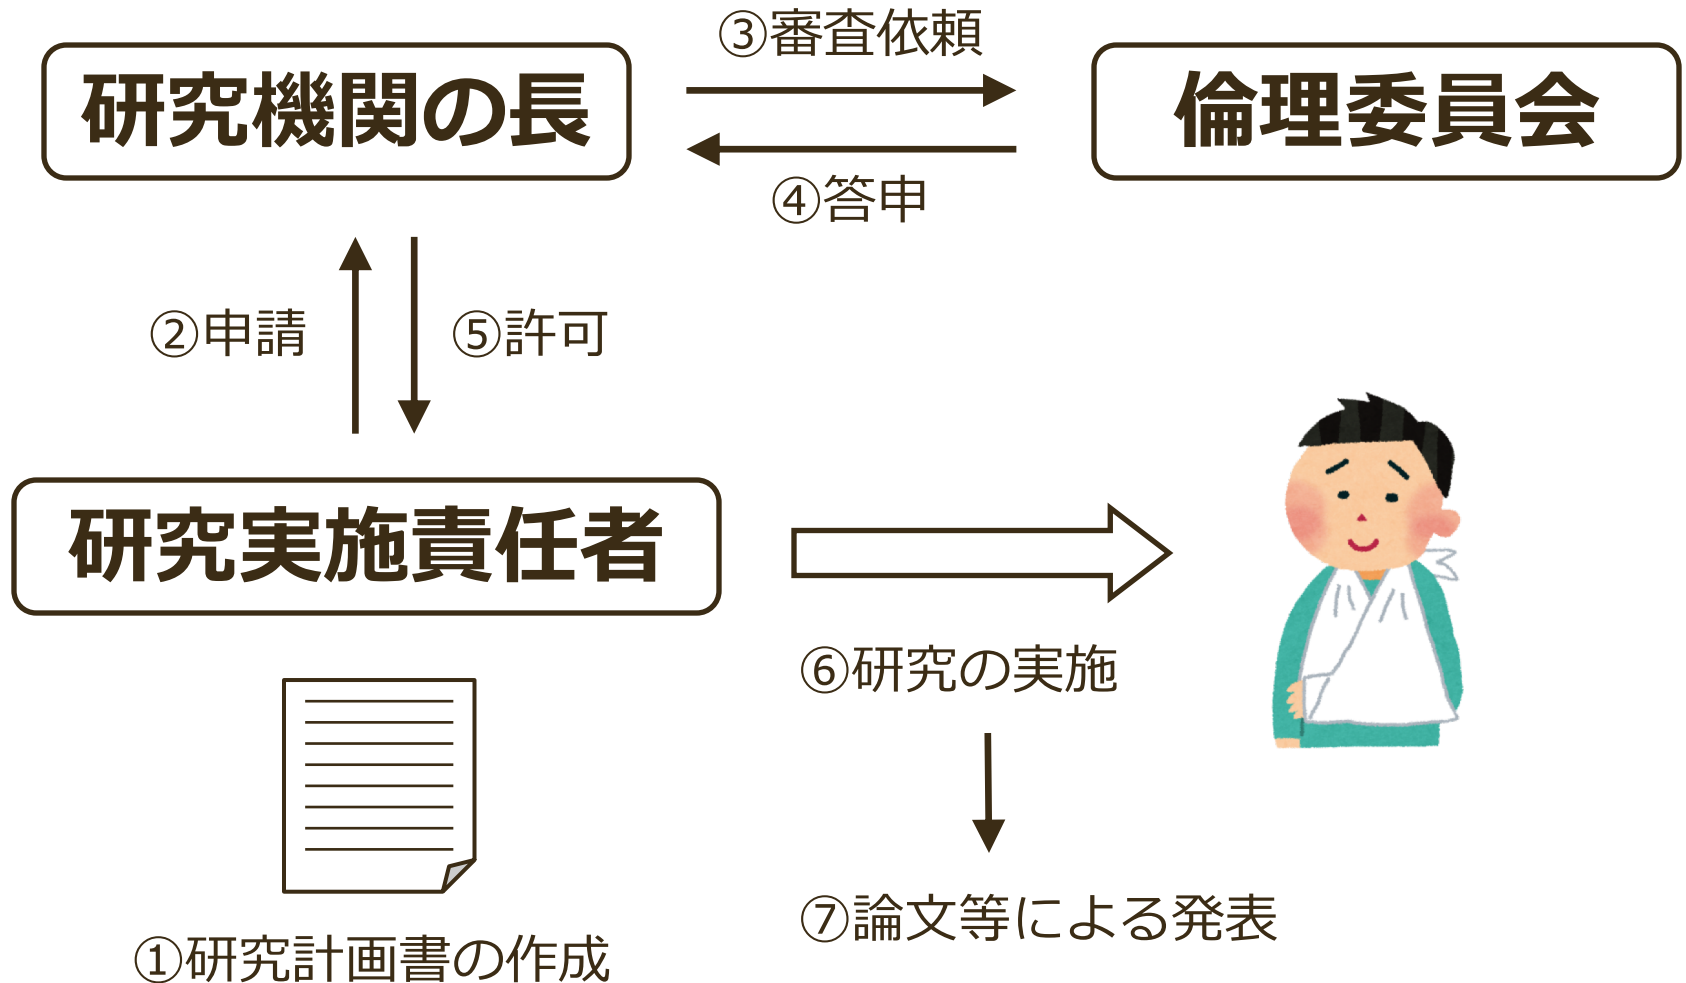 ③審査依頼
研究機関の長
倫理委員会
④答申
②申請
⑤許可
研究実施責任者
⑥研究の実施
⑦論文等による発表
①研究計画書の作成